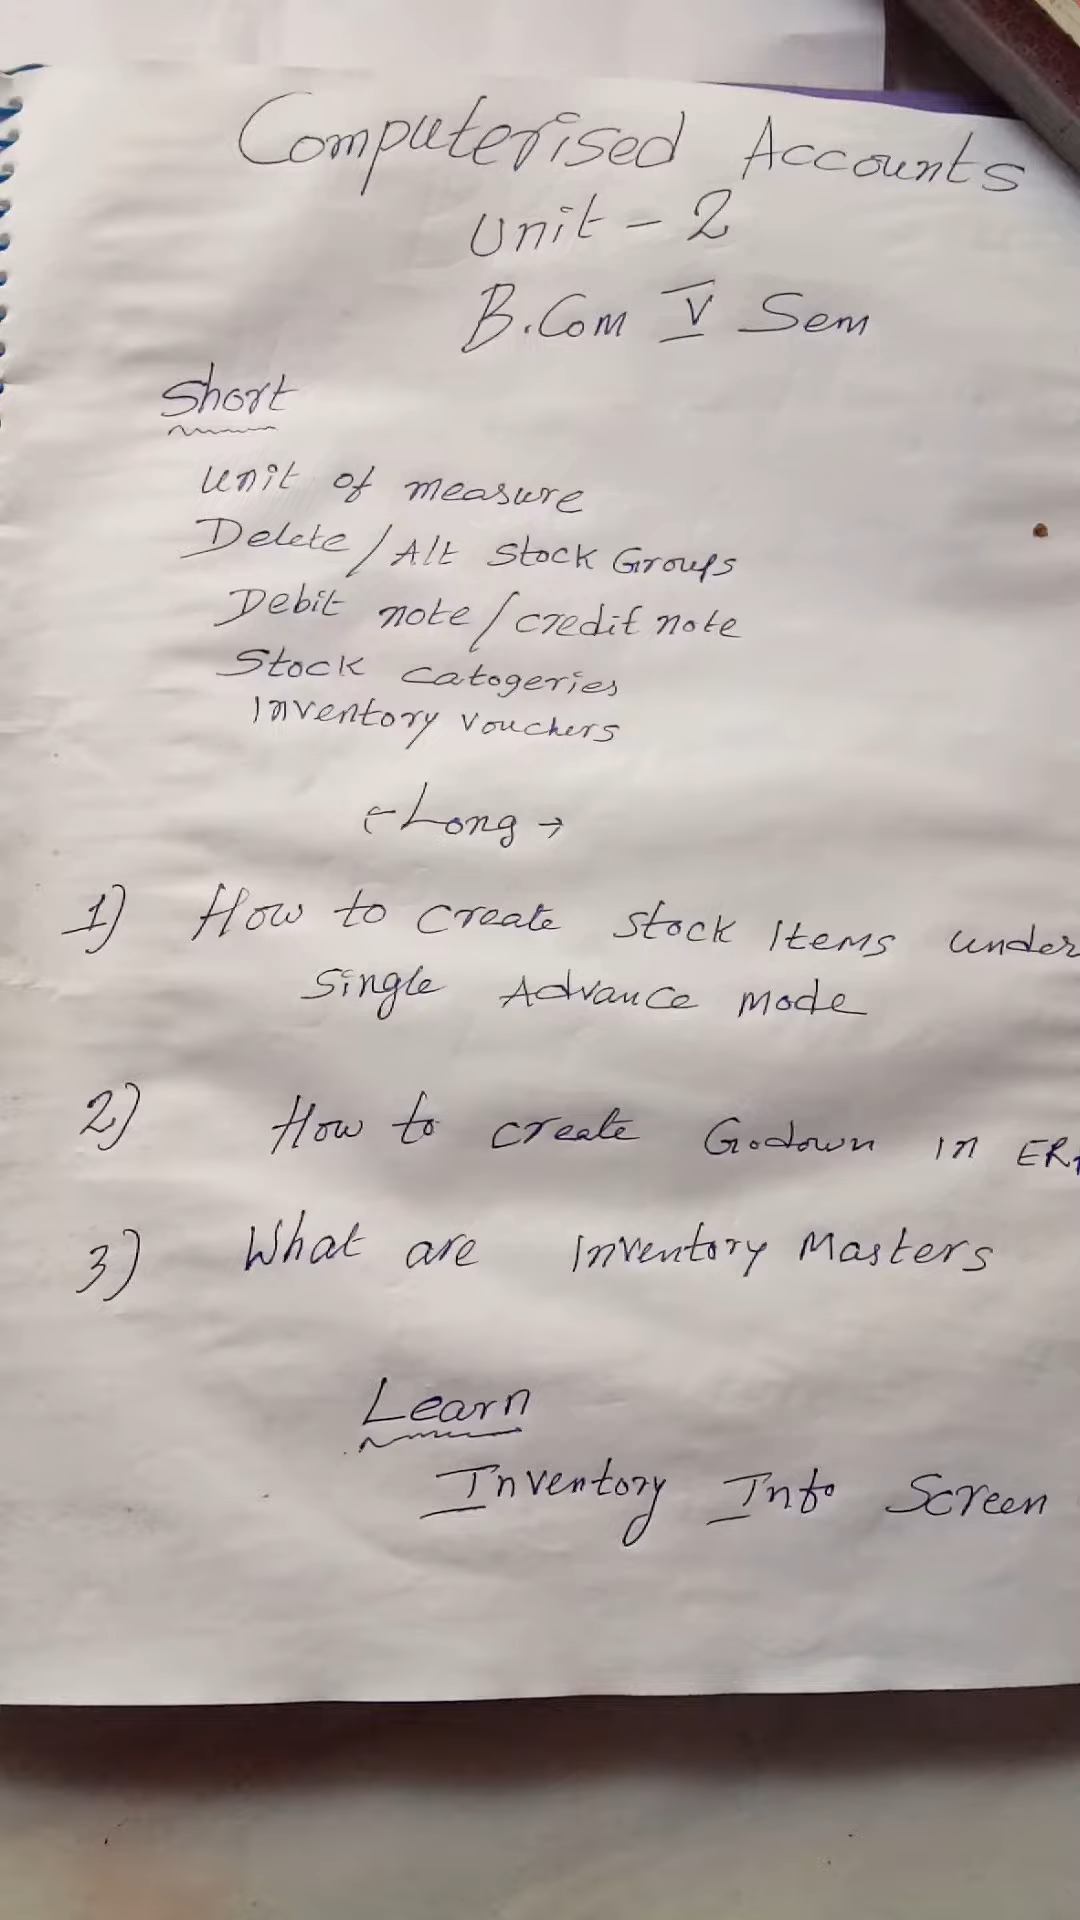 Computerised Accounts
Unit - 2
B.Com V Sem
Short
Unit of measure
Delete / Alt Stock Groups
Debit note / credit note
Stock Catogeries
Inventory Vouchers
← Long →
1) How to create stock Items under
Single Advance mode
2) How to create Godown in
3) What are Inventory Masters
Learn
Inventory Info Screen